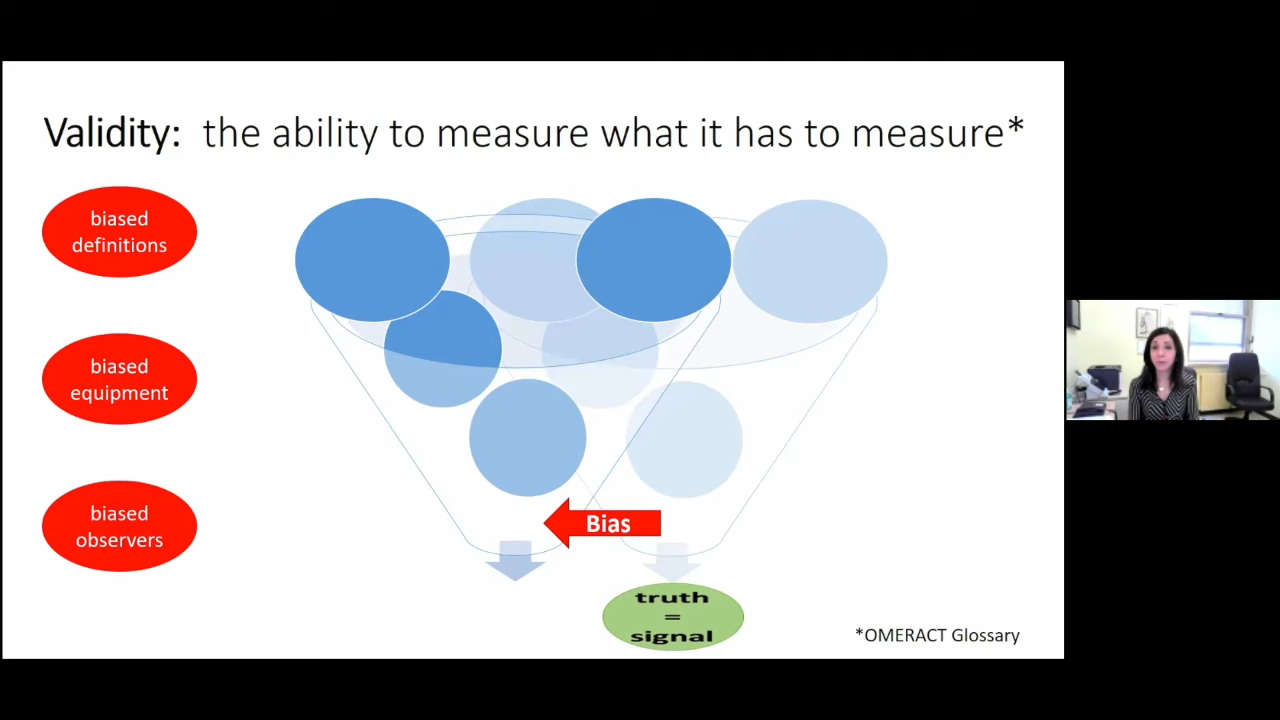 Validity: the ability to measure what it has to measure*
biased
definitions
biased
equipment
biased
observers
Bias
truth
=
signal
*OMERACT Glossary